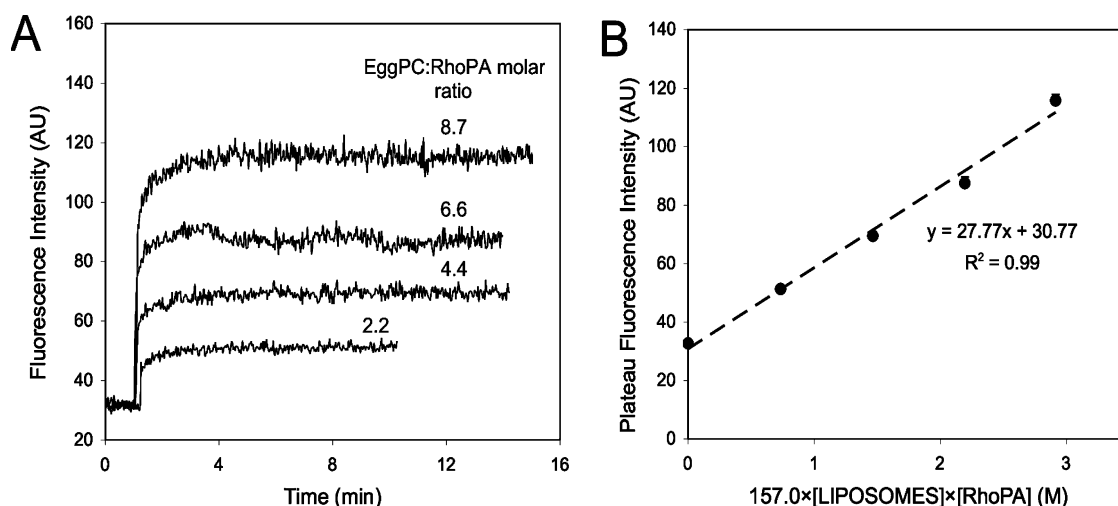 A
Fluorescence Intensity (AU)
160
140
120
100
80
60
40
20
EggPC:RhoPA molar
ratio
8.7
6.6
4.4
2.2
0 4 8 12 16
Time (min)
B
Plateau Fluorescence Intensity (AU)
140
120
100
80
60
40
20
0
y = 27.77x + 30.77
R² = 0.99
0 1 2 3
157.0×[LIPOSOMES]×[RhoPA] (M)